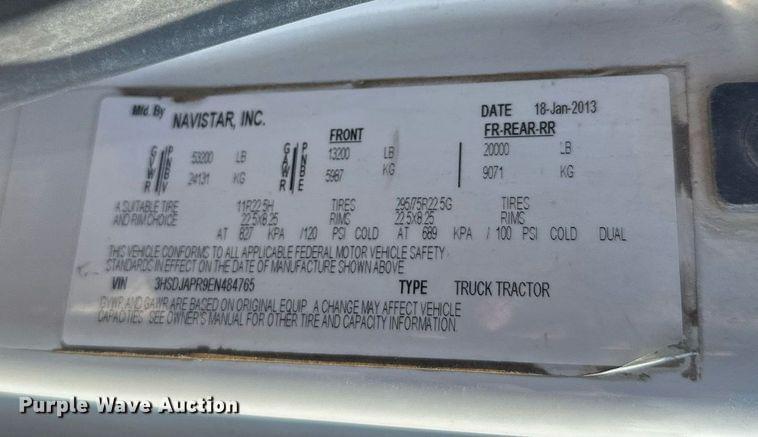 Mfd. By NAVISTAR, INC. DATE 18-Jan-2013
FRONT FR-REAR-RR
GVWR PNBV 53200 LB GAWR PNBE 13200 LB 20000 LB
24131 KG 5987 KG 9071 KG
A SUITABLE TIRE 11R22.5H TIRES 295/75R22.5G TIRES
AND RIM CHOICE 22.5X8.25 RIMS 22.5X8.25 RIMS
AT 827 KPA /120 PSI COLD AT 689 KPA / 100 PSI COLD DUAL
THIS VEHICLE CONFORMS TO ALL APPLICABLE FEDERAL MOTOR VEHICLE SAFETY
STANDARDS IN EFFECT ON THE DATE OF MANUFACTURE SHOWN ABOVE
VIN 3HSDJAPR9EN484765 TYPE TRUCK TRACTOR
GVWR AND GAWR ARE BASED ON ORIGINAL EQUIP. A CHANGE MAY AFFECT VEHICLE
CAPACITIES. SEE OWNER'S MANUAL FOR OTHER TIRE AND CAPACITY INFORMATION.
Purple Wave Auction